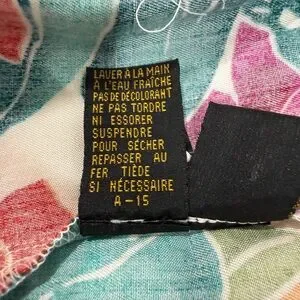 LAVER À LA MAIN
À L'EAU FRAÎCHE
PAS DE DÉCOLORANT
NE PAS TORDRE
NI ESSORER
SUSPENDRE
POUR SÉCHER
REPASSER AU
FER TIÈDE
SI NÉCESSAIRE
A-15